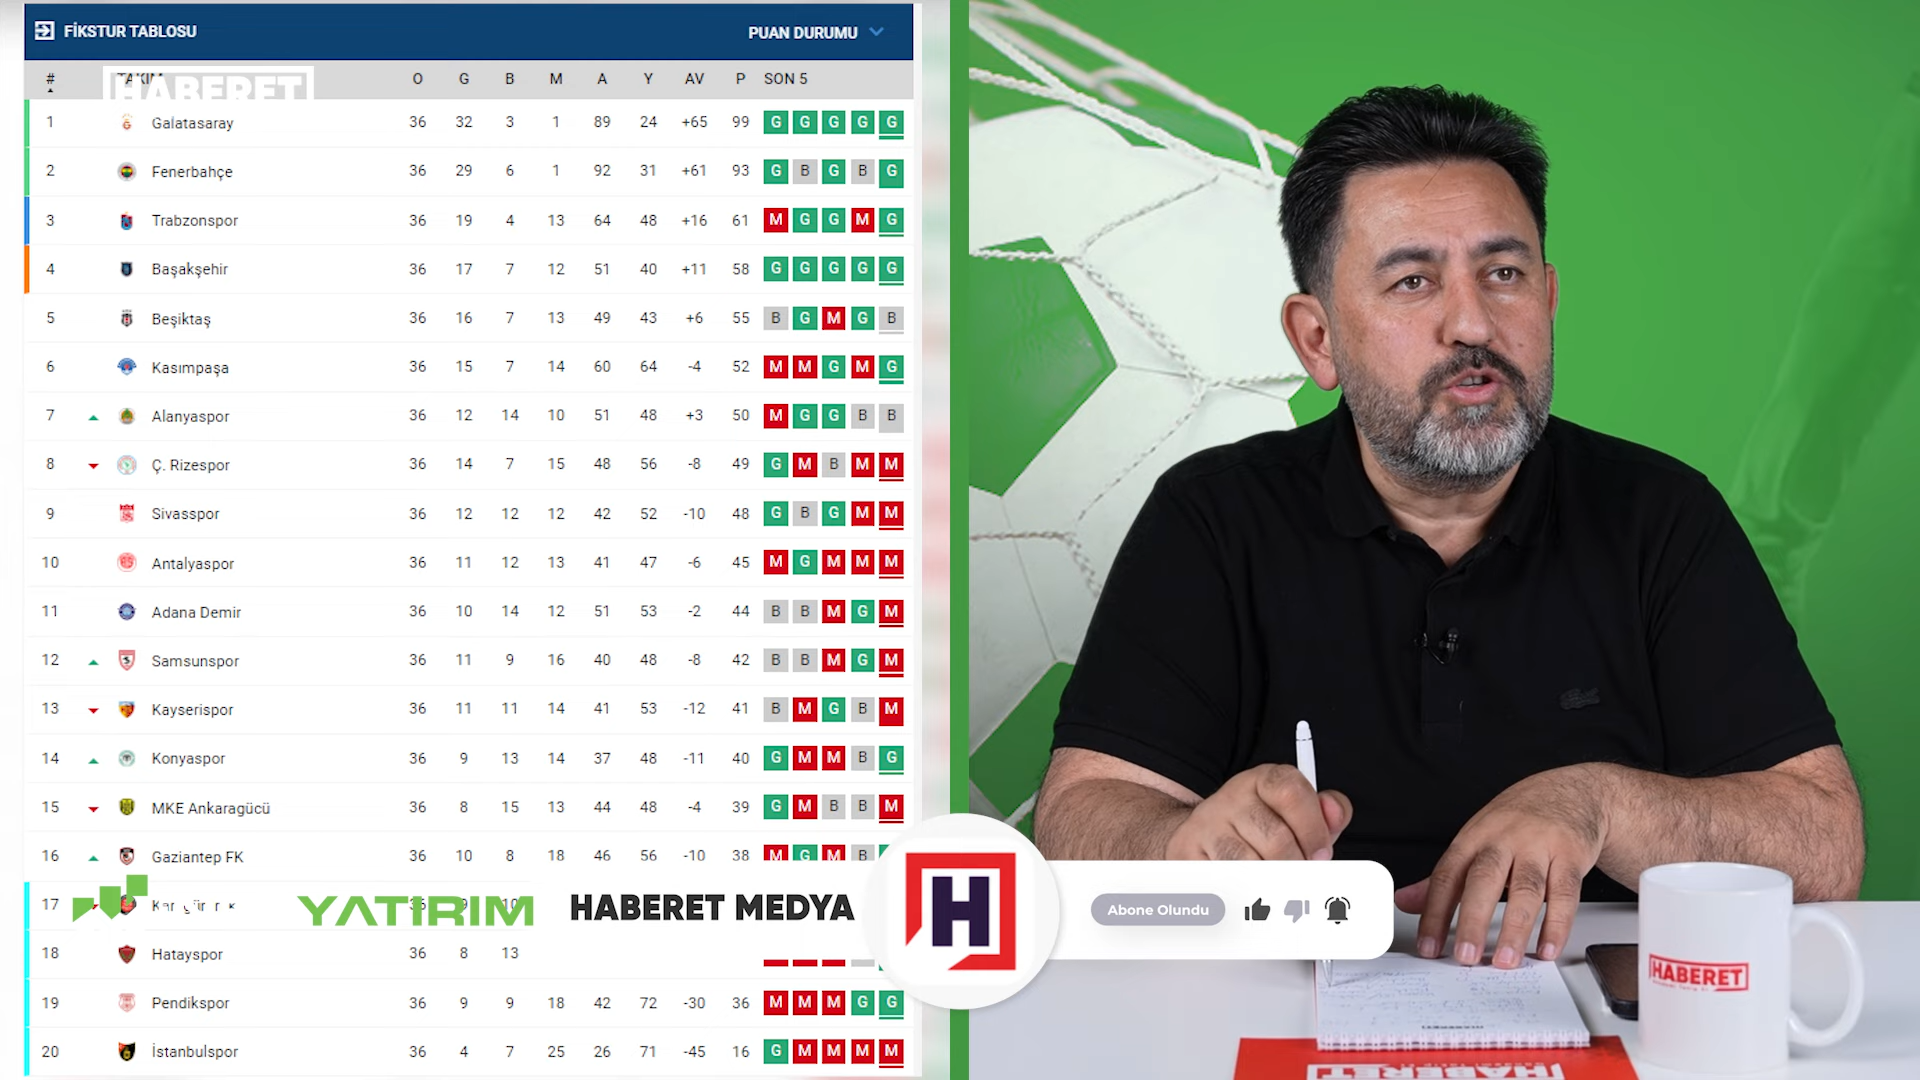 FİKSTUR TABLOSU PUAN DURUMU
# TAKIM O G B M A Y AV P SON 5
HABERET
1 Galatasaray 36 32 3 1 89 24 +65 99 G G G G G
2 Fenerbahçe 36 29 6 1 92 31 +61 93 G B G B G
3 Trabzonspor 36 19 4 13 64 48 +16 61 M G G M G
4 Başakşehir 36 17 7 12 51 40 +11 58 G G G G G
5 Beşiktaş 36 16 7 13 49 43 +6 55 B G M G B
6 Kasımpaşa 36 15 7 14 60 64 -4 52 M M G M G
7 Alanyaspor 36 12 14 10 51 48 +3 50 M G G B B
8 Ç. Rizespor 36 14 7 15 48 56 -8 49 G M B M M
9 Sivasspor 36 12 12 12 42 52 -10 48 G B G M M
10 Antalyaspor 36 11 12 13 41 47 -6 45 M G M M M
11 Adana Demir 36 10 14 12 51 53 -2 44 B B M G M
12 Samsunspor 36 11 9 16 40 48 -8 42 B B M G M
13 Kayserispor 36 11 11 14 41 53 -12 41 B M G B M
14 Konyaspor 36 9 13 14 37 48 -11 40 G M M B G
15 MKE Ankaragücü 36 8 15 13 44 48 -4 39 G M B B M
16 Gaziantep FK 36 10 8 18 46 56 -10 38 M G M B
17 36 9 10
YATIRIM
HABERET MEDYA
H
Abone Olundu
18 Hatayspor 36 8 13
19 Pendikspor 36 9 9 18 42 72 -30 36 M M M G G
20 İstanbulspor 36 4 7 25 26 71 -45 16 G M M M M
HABERET
HABERET